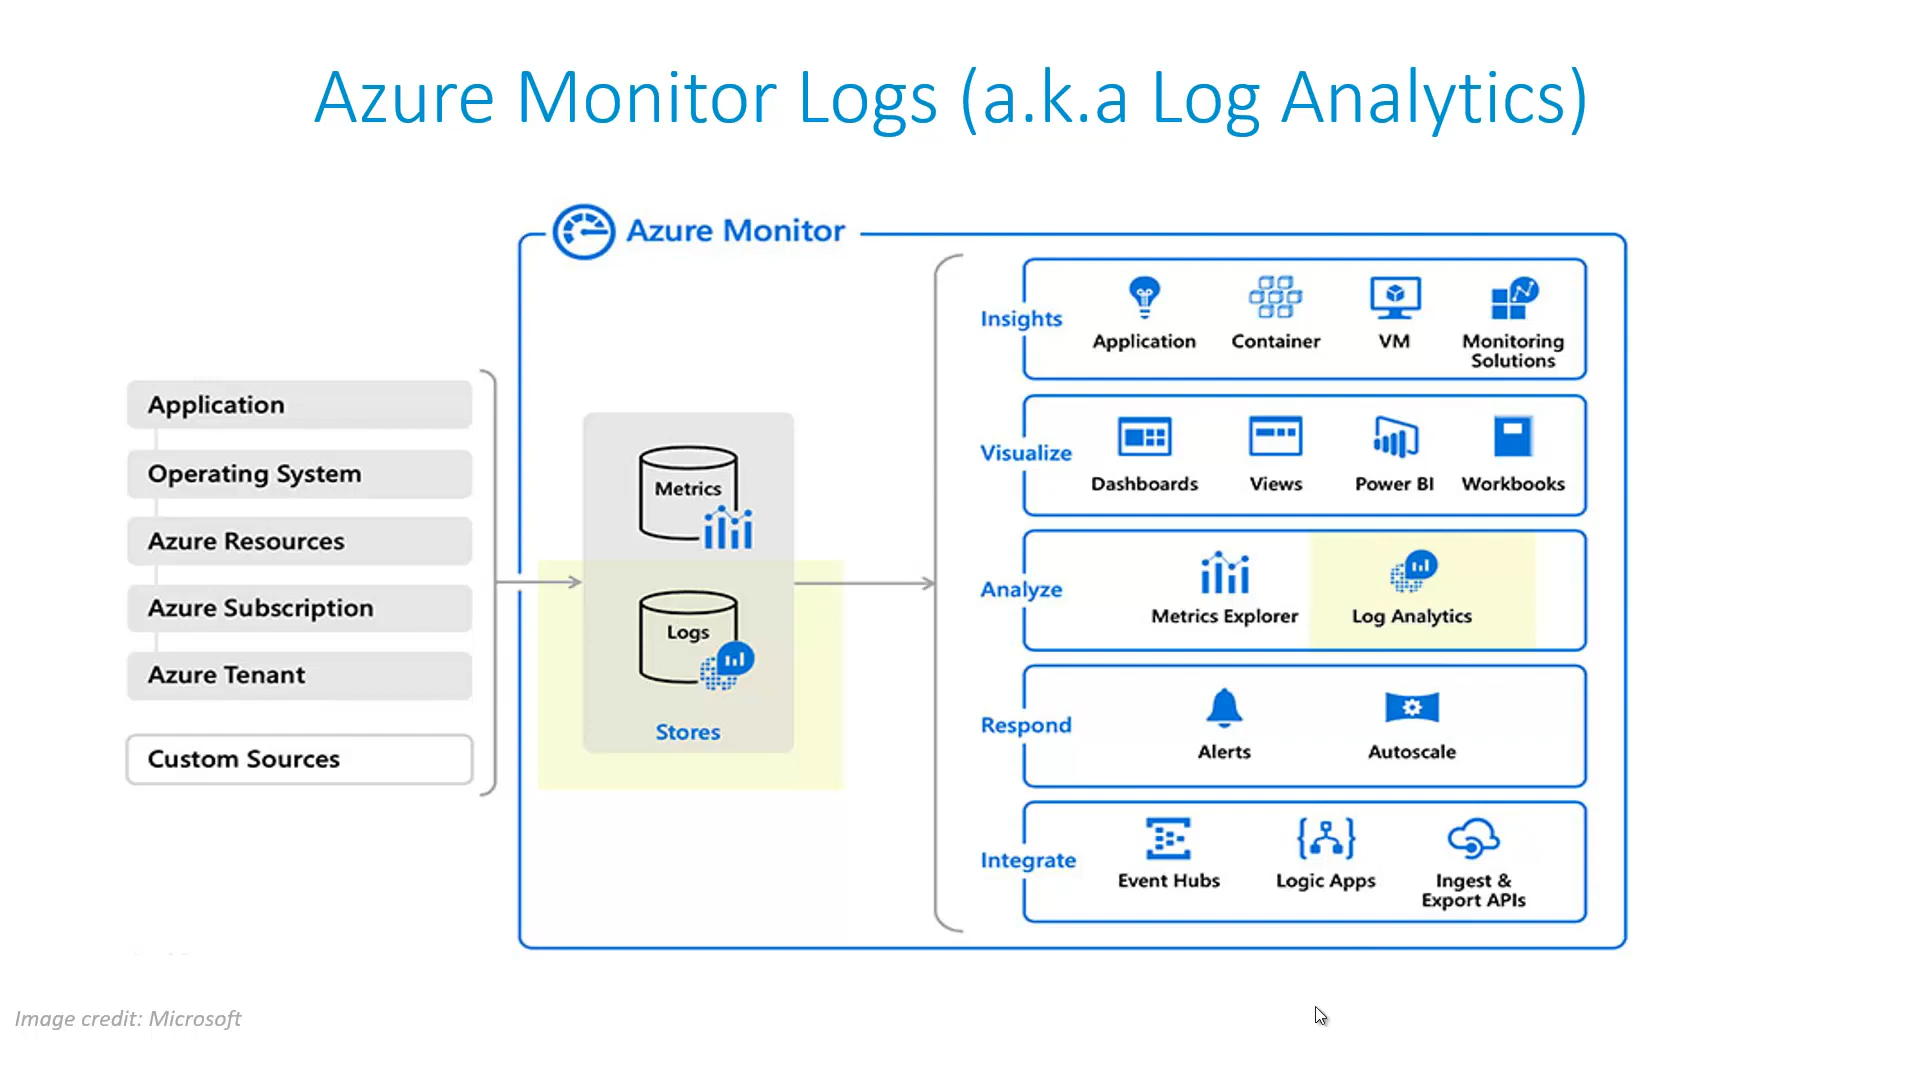 Azure Monitor Logs (a.k.a Log Analytics)
Azure Monitor
Application
Operating System
Azure Resources
Azure Subscription
Azure Tenant
Custom Sources
Metrics
Logs
Stores
Insights
Application
Container
VM
Monitoring
Solutions
Visualize
Dashboards
Views
Power BI
Workbooks
Analyze
Metrics Explorer
Log Analytics
Respond
Alerts
Autoscale
Integrate
Event Hubs
Logic Apps
Ingest &
Export APIs
Image credit: Microsoft